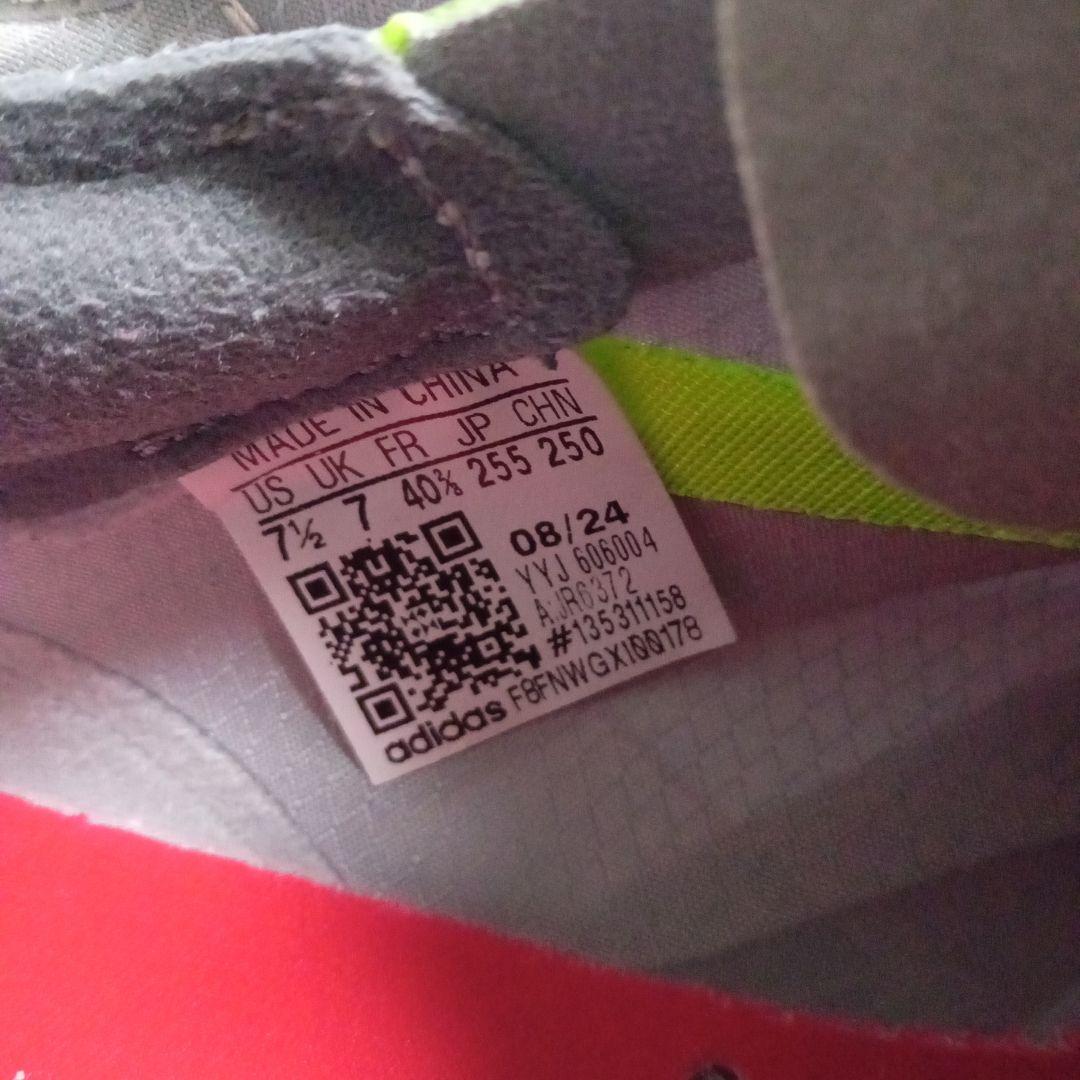 MADE IN CHINA
US UK FR JP CHN
7½ 7 40⅔ 255 250
08/24
YYJ 606004
A:JR6372
#135311158
adidas F8FNWGXIQQ178